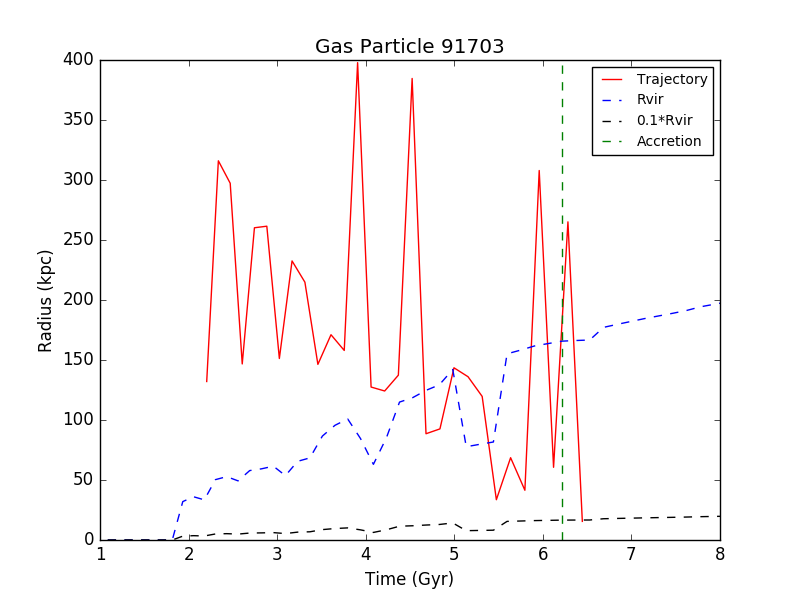 Gas Particle 91703
400
350
300
250
200
150
100
50
0
Radius (kpc)
1 2 3 4 5 6 7 8
Time (Gyr)
Trajectory
Rvir
0.1*Rvir
Accretion